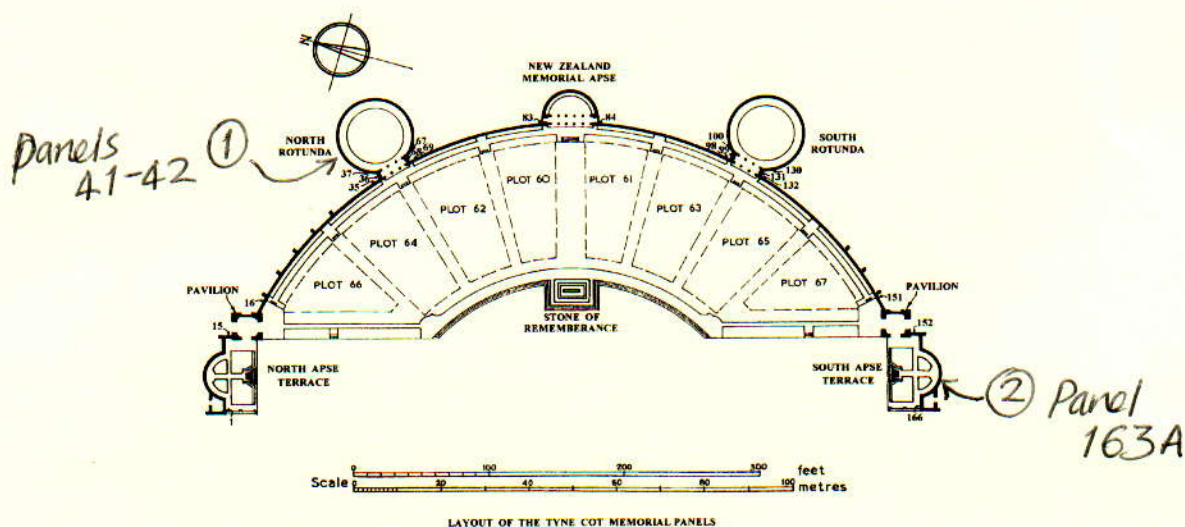 N
NEW ZEALAND
MEMORIAL APSE
83
84
Panels
41-42
1
NORTH
ROTUNDA
67
69
37
36
35
100
98
99
SOUTH
ROTUNDA
130
131
132
PLOT 60
PLOT 61
PLOT 62
PLOT 63
PLOT 64
PLOT 65
PLOT 66
PLOT 67
PAVILION
16
15
STONE OF
REMEMBERANCE
151
PAVILION
152
NORTH APSE
TERRACE
1
SOUTH APSE
TERRACE
166
2 Panel
163A
Scale
0 100 200 300 feet
0 20 40 60 80 100 metres
LAYOUT OF THE TYNE COT MEMORIAL PANELS